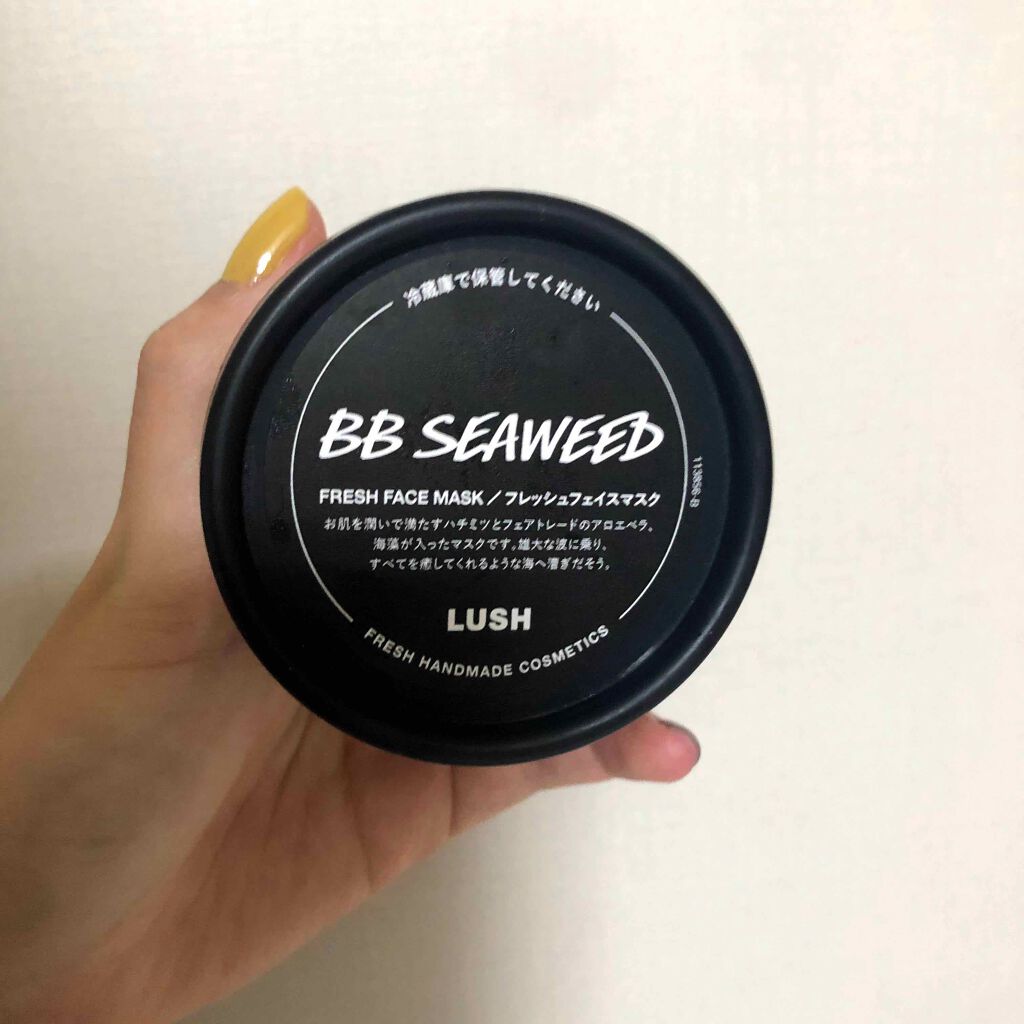 冷蔵庫で保管してください
BB SEAWEED
FRESH FACE MASK／フレッシュフェイスマスク
お肌を潤いで満たすハチミツとフェアトレードのアロエベラ、
海藻が入ったマスクです。雄大な波に乗り、
すべてを癒してくれるような海へ漕ぎだそう。
LUSH
FRESH HANDMADE COSMETICS
113856-B